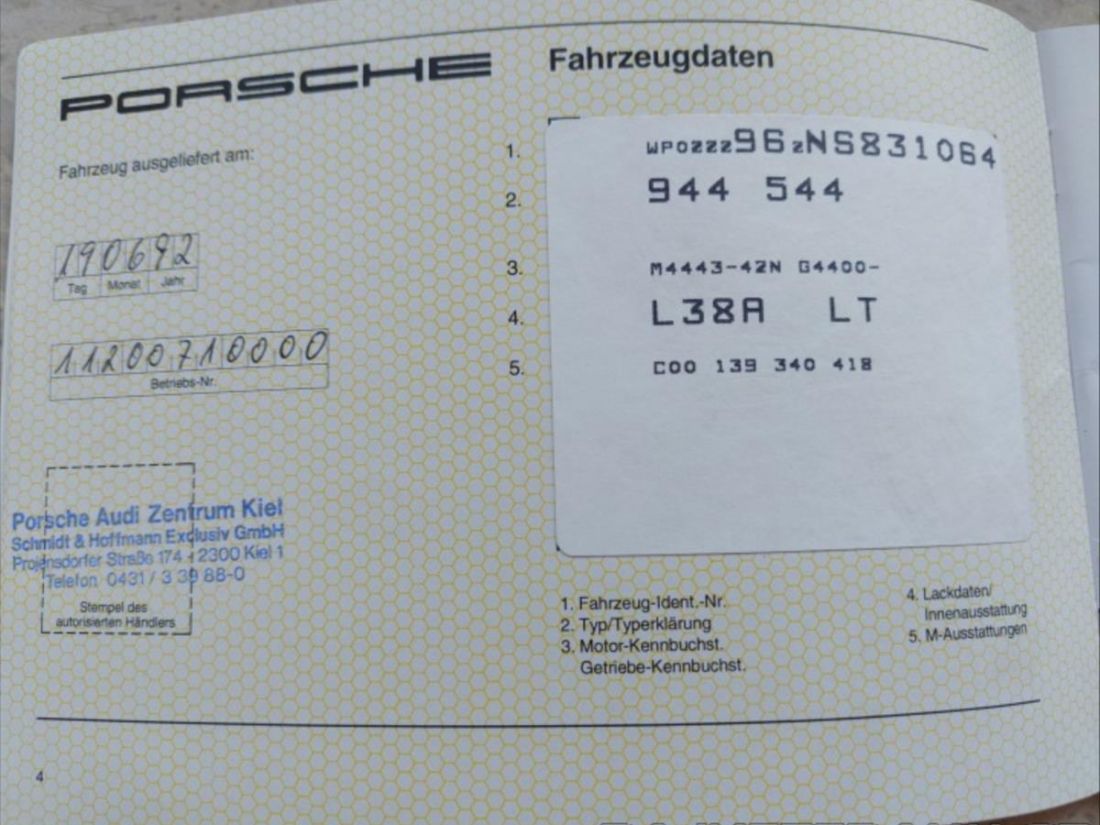 PORSCHE
Fahrzeug ausgeliefert am:
190692
Tag Monat Jahr
11200710000
Betriebs-Nr.
Porsche Audi Zentrum Kiel
Schmidt & Hoffmann Exclusiv GmbH
Projensdorfer Straße 174 · 2300 Kiel 1
Telefon 0431 / 3 39 88-0
Stempel des
autorisierten Händlers
Fahrzeugdaten
1. WP0ZZZ96ZNS831064
2. 944 544
3. M4443-42N G4400-
4. L38A LT
5. C00 139 340 418
1. Fahrzeug-Ident.-Nr.
2. Typ/Typerklärung
3. Motor-Kennbuchst.
Getriebe-Kennbuchst.
4. Lackdaten/
Innenausstattung
5. M-Ausstattungen
4